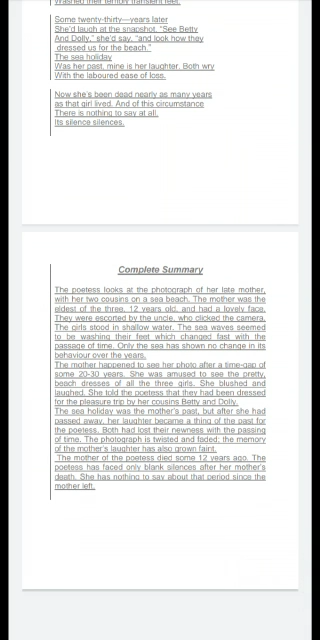 Washed their terribly transient feet.
Some twenty-thirty—years later
She'd laugh at the snapshot. "See Betty
And Dolly," she'd say, "and look how they
dressed us for the beach."
The sea holiday
Was her past, mine is her laughter. Both wry
With the laboured ease of loss.
Now she's been dead nearly as many years
as that girl lived. And of this circumstance
There is nothing to say at all.
Its silence silences.
Complete Summary
The poetess looks at the photograph of her late mother,
with her two cousins on a sea beach. The mother was the
eldest of the three, 12 years old, and had a lovely face.
They were escorted by the uncle, who clicked the camera.
The girls stood in shallow water. The sea waves seemed
to be washing their feet which changed fast with the
passage of time. Only the sea has shown no change in its
behaviour over the years.
The mother happened to see her photo after a time-gap of
some 20-30 years. She was amused to see the pretty,
beach dresses of all the three girls. She blushed and
laughed. She told the poetess that they had been dressed
for the pleasure trip by her cousins Betty and Dolly.
The sea holiday was the mother's past, but after she had
passed away, her laughter became a thing of the past for
the poetess. Both had lost their newness with the passing
of time. The photograph is twisted and faded; the memory
of the mother's laughter has also grown faint.
The mother of the poetess died some 12 years ago. The
poetess has faced only blank silences after her mother's
death. She has nothing to say about that period since the
mother left.